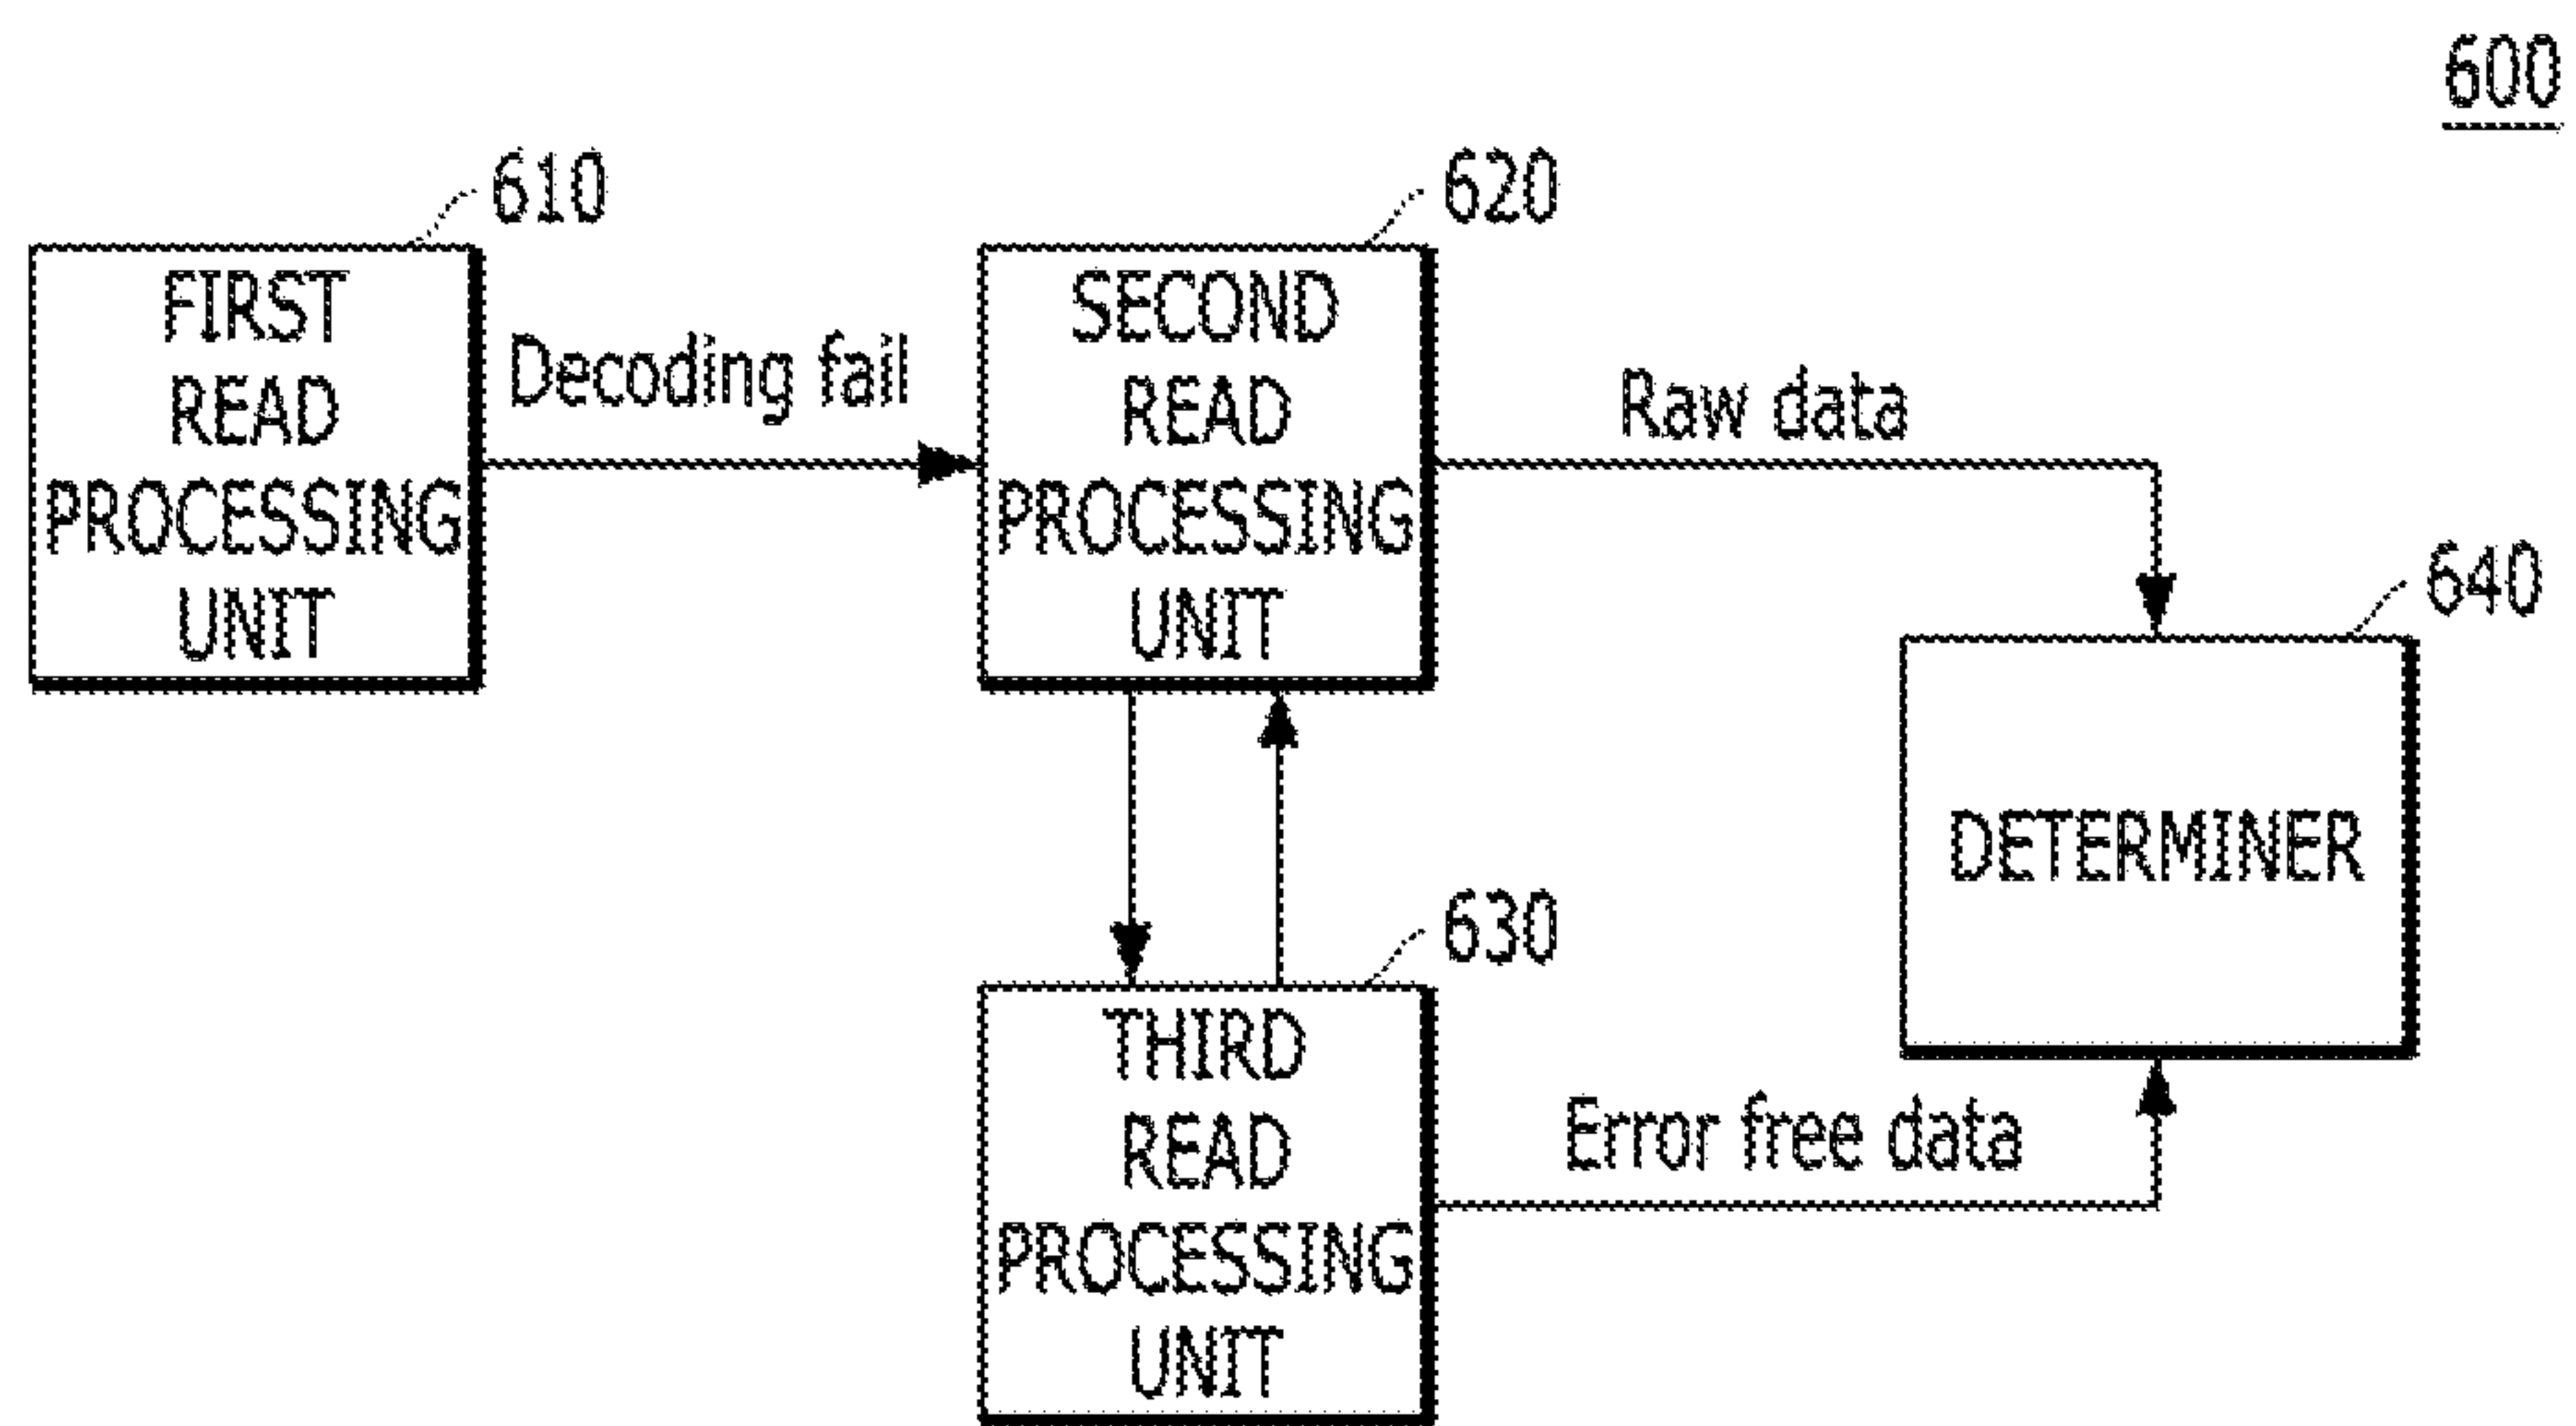 600
610
620
FIRST
READ
PROCESSING
UNIT
Decoding fail
SECOND
READ
PROCESSING
UNIT
Raw data
640
DETERMINER
630
THIRD
READ
PROCESSING
UNIT
Error free data